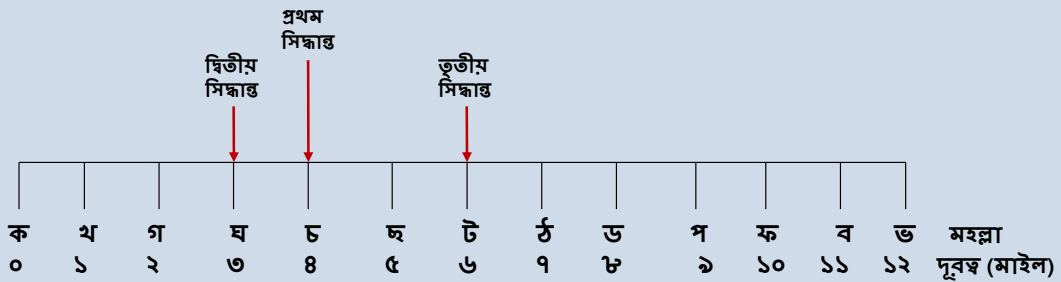 প্রথম
সিদ্ধান্ত
দ্বিতীয়
সিদ্ধান্ত
তৃতীয়
সিদ্ধান্ত
ক খ গ ঘ চ ছ ট ঠ ড প ফ ব ভ মহল্লা
০ ১ ২ ৩ ৪ ৫ ৬ ৭ ৮ ৯ ১০ ১১ ১২ দূরত্ব (মাইল)